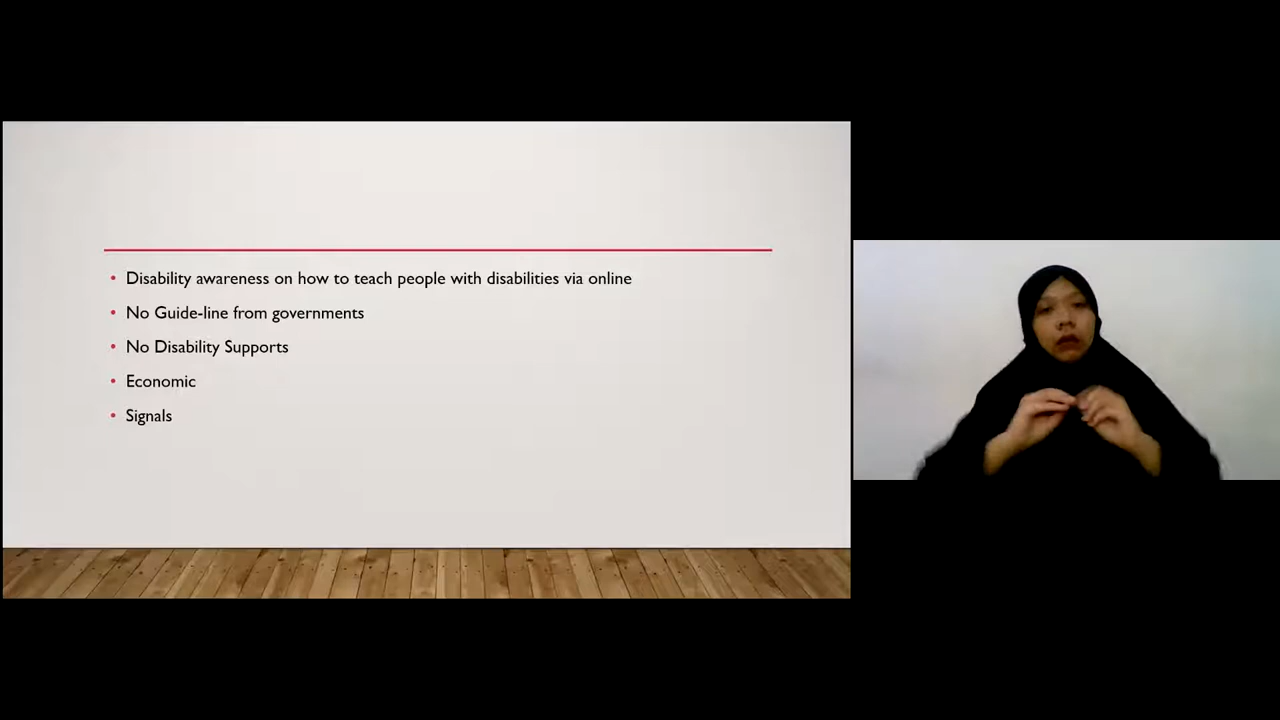 Disability awareness on how to teach people with disabilities via online
No Guide-line from governments
No Disability Supports
Economic
Signals